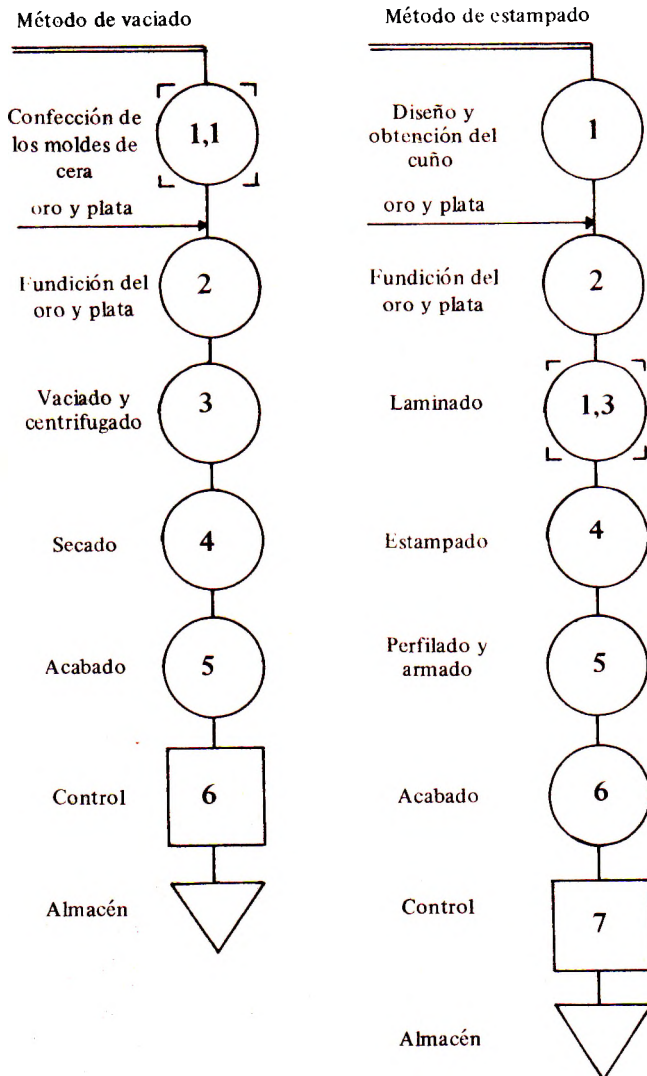 Método de vaciado
Confección de
los moldes de
cera
1,1
oro y plata
Fundición del
oro y plata
2
Vaciado y
centrifugado
3
Secado
4
Acabado
5
Control
6
Almacén
Método de estampado
Diseño y
obtención del
cuño
1
oro y plata
Fundición del
oro y plata
2
Laminado
1,3
Estampado
4
Perfilado y
armado
5
Acabado
6
Control
7
Almacén